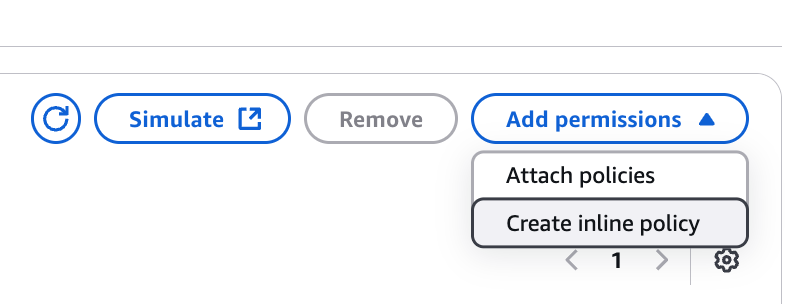 Simulate
Remove
Add permissions
Attach policies
Create inline policy
1